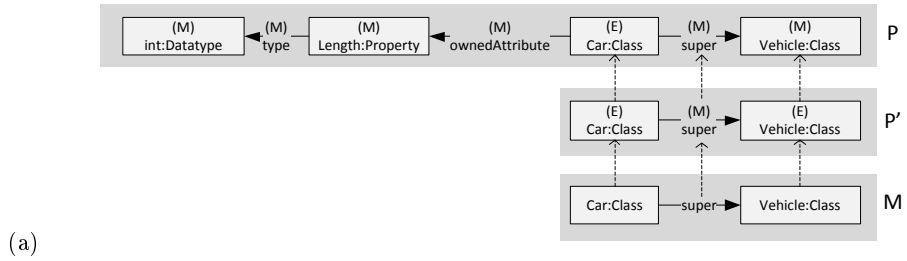 (M) (M) (M) (M) (E) (M) (M)
int:Datatype type Length:Property ownedAttribute Car:Class super Vehicle:Class P
(E) (M) (E)
Car:Class super Vehicle:Class P'
Car:Class super Vehicle:Class M
(a)